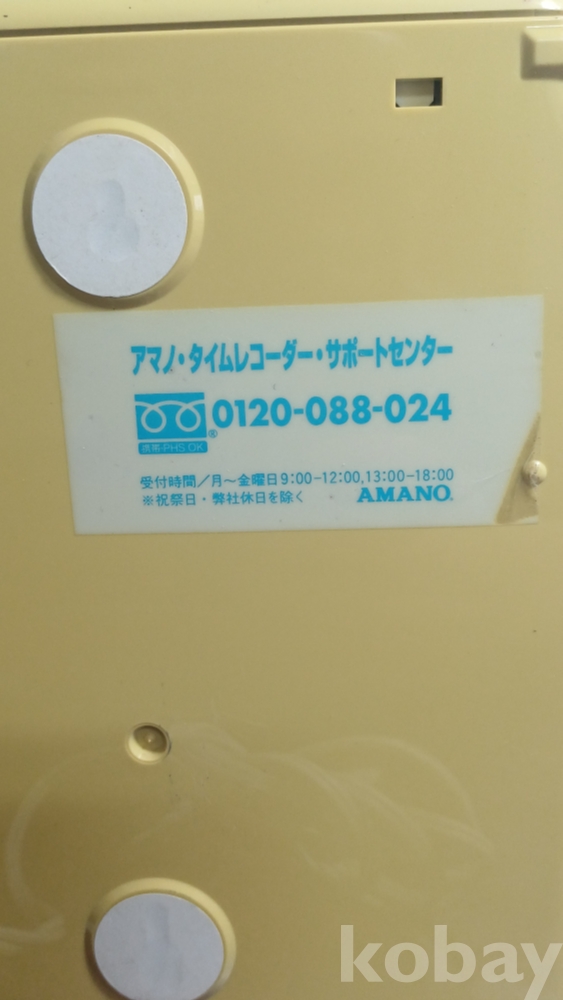 アマノ・タイムレコーダー・サポートセンター
0120-088-024
®
携帯・PHS OK
受付時間/月～金曜日9:00-12:00,13:00-18:00
※祝祭日・弊社休日を除く
AMANO.
kobay